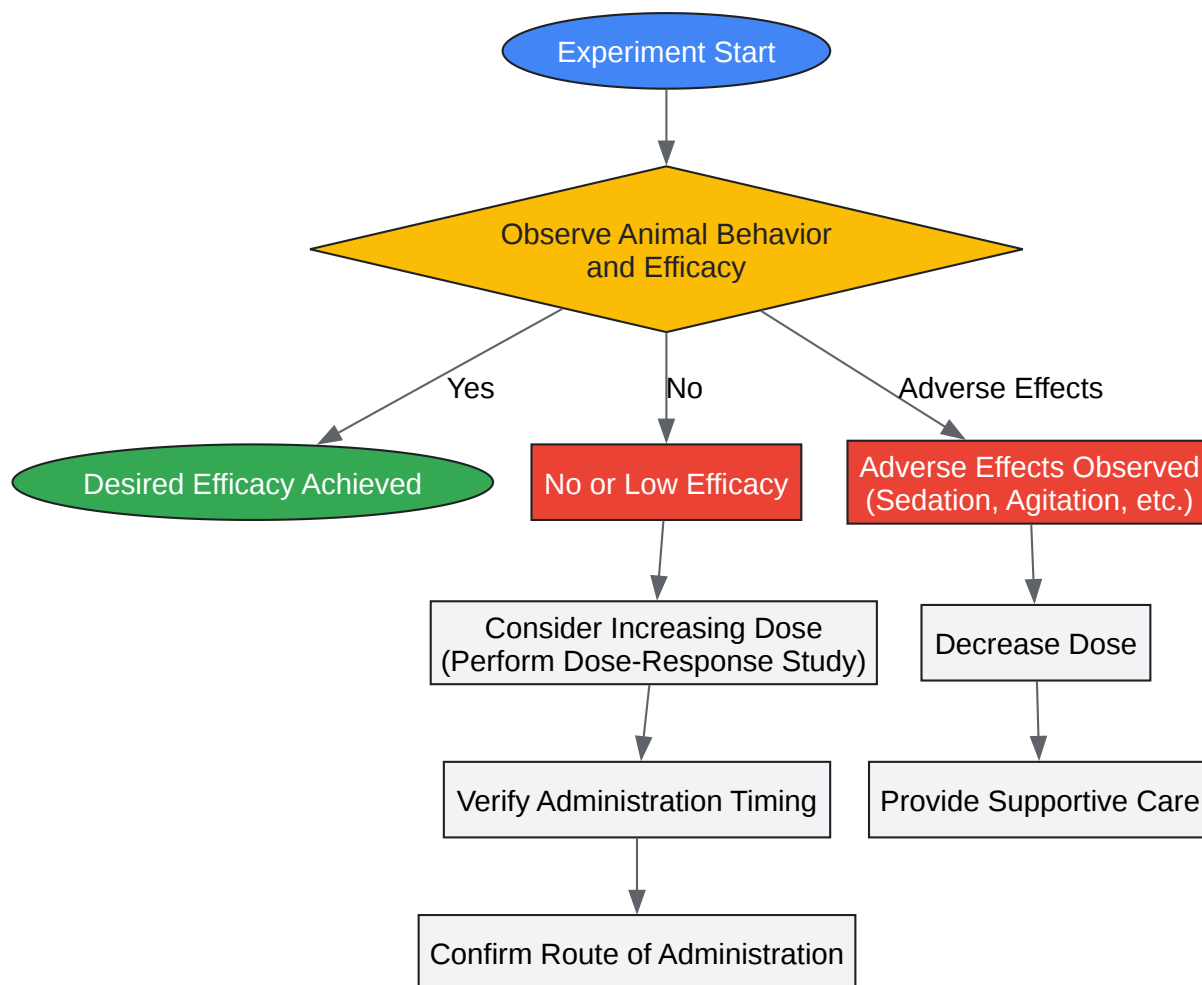 Experiment Start
Observe Animal Behavior
and Efficacy
Yes
No
Adverse Effects
Desired Efficacy Achieved
No or Low Efficacy
Adverse Effects Observed
(Sedation, Agitation, etc.)
Consider Increasing Dose
(Perform Dose-Response Study)
Decrease Dose
Verify Administration Timing
Provide Supportive Care
Confirm Route of Administration